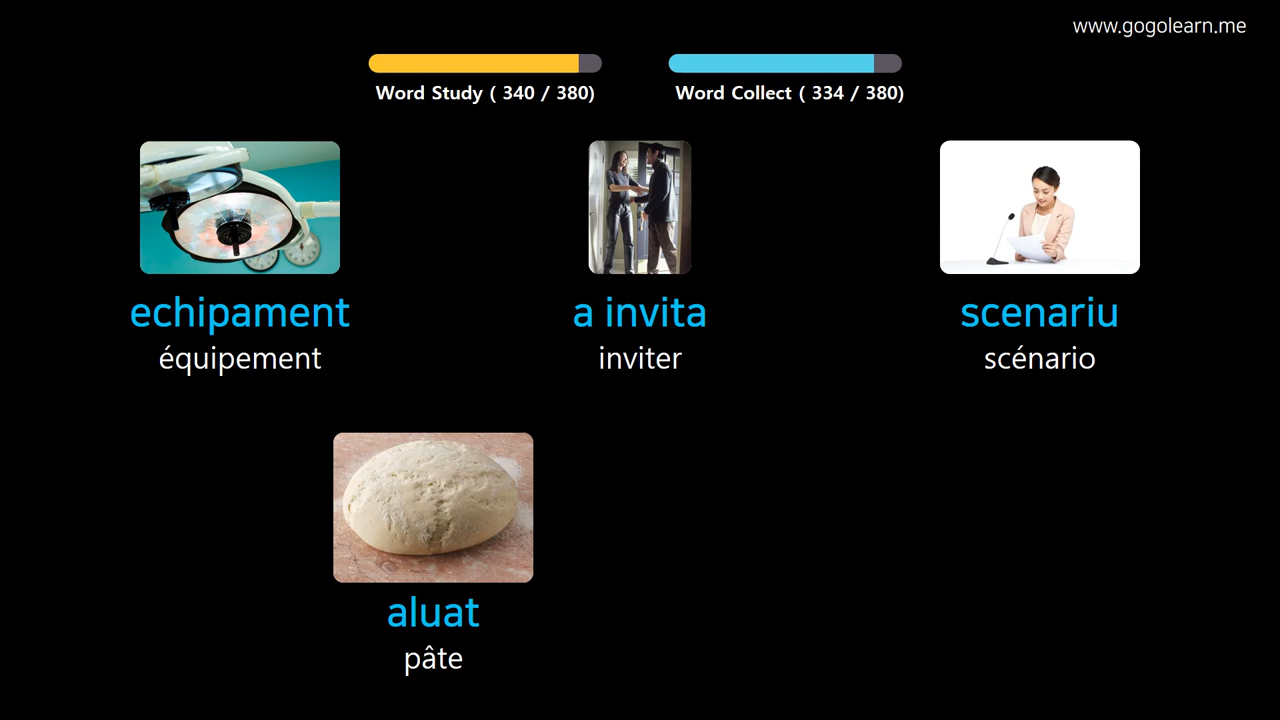 www.gogolearn.me
Word Study ( 340 / 380)
Word Collect ( 334 / 380)
echipament
équipement
a invita
inviter
scenariu
scénario
aluat
pâte